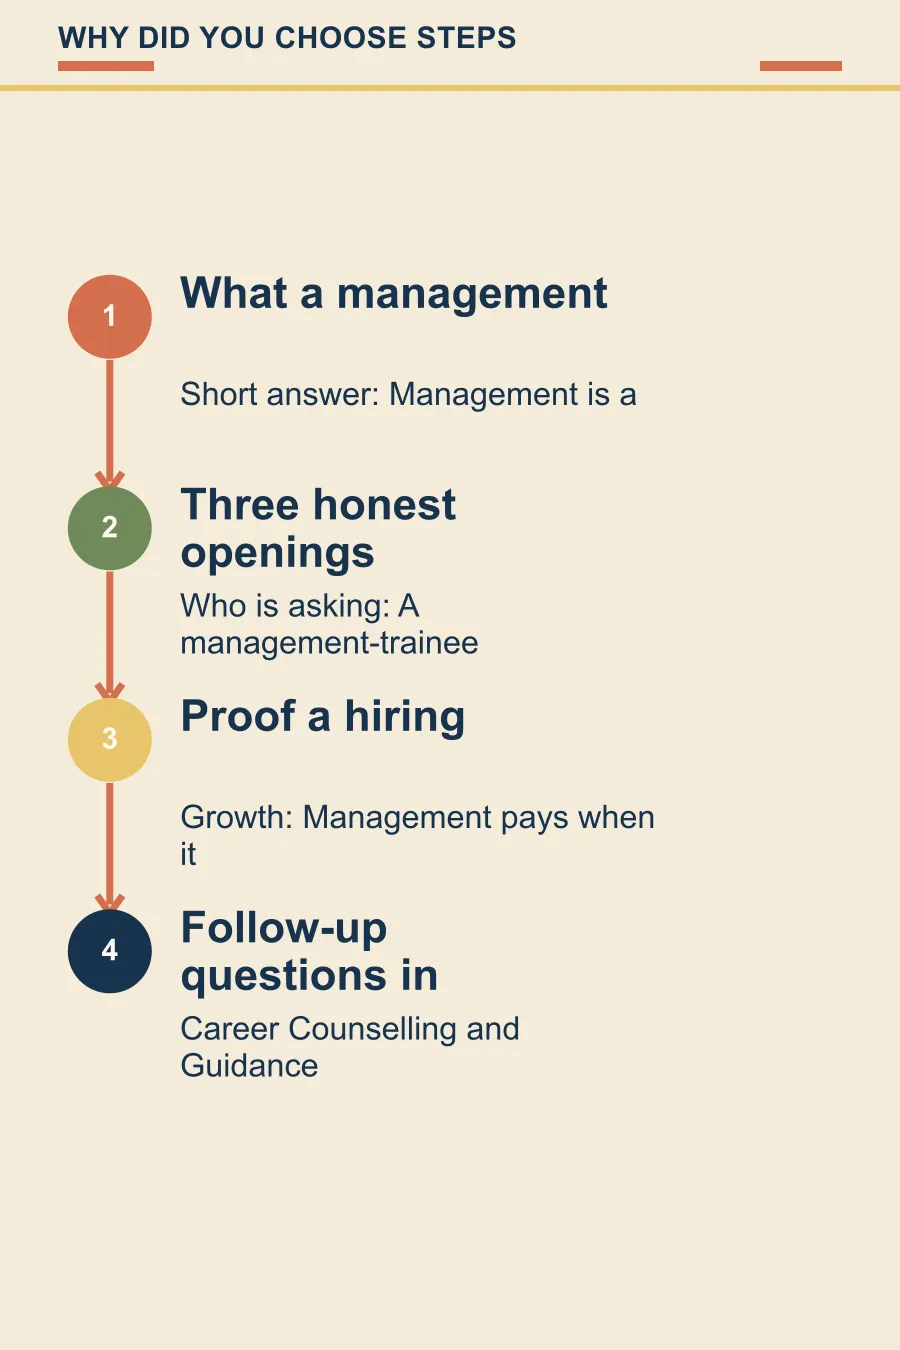 WHY DID YOU CHOOSE STEPS
1
What a management
Short answer: Management is a
2
Three honest
openings
Who is asking: A
management-trainee
3
Proof a hiring
Growth: Management pays when
it
4
Follow-up
questions in
Career Counselling and
Guidance